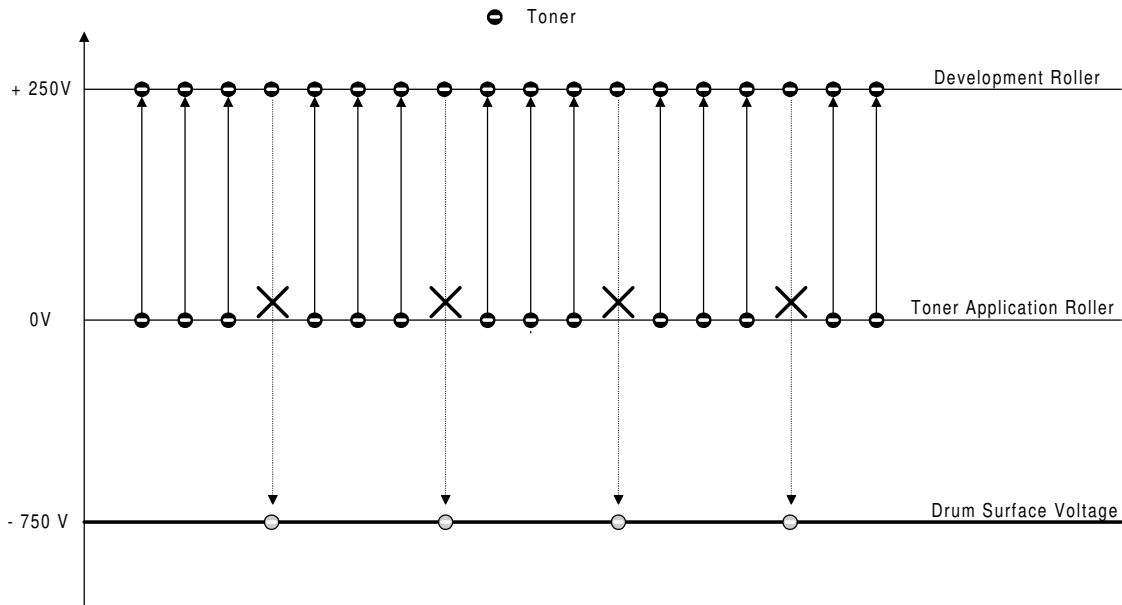 Toner
+ 250V
Development Roller
0V
Toner Application Roller
- 750 V
Drum Surface Voltage